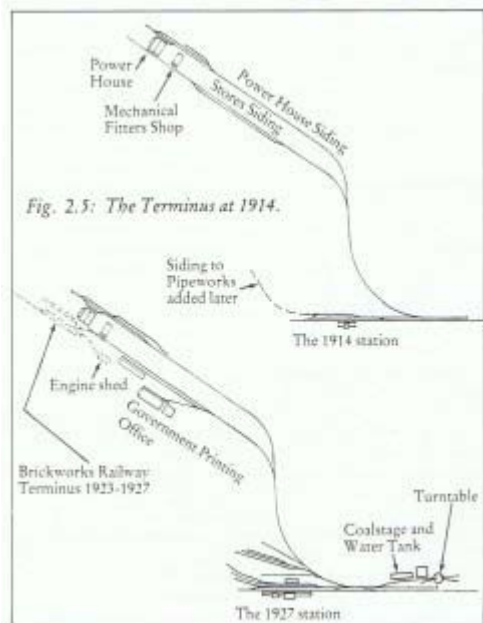 Power
House
Mechanical
Fitters Shop
Power House Siding
Stores Siding
Fig. 2.5: The Terminus at 1914.
Siding to
Pipeworks
added later
The 1914 station
Engine shed
Government Printing
Office
Brickworks Railway
Terminus 1923-1927
Turntable
Coalstage and
Water Tank
The 1927 station